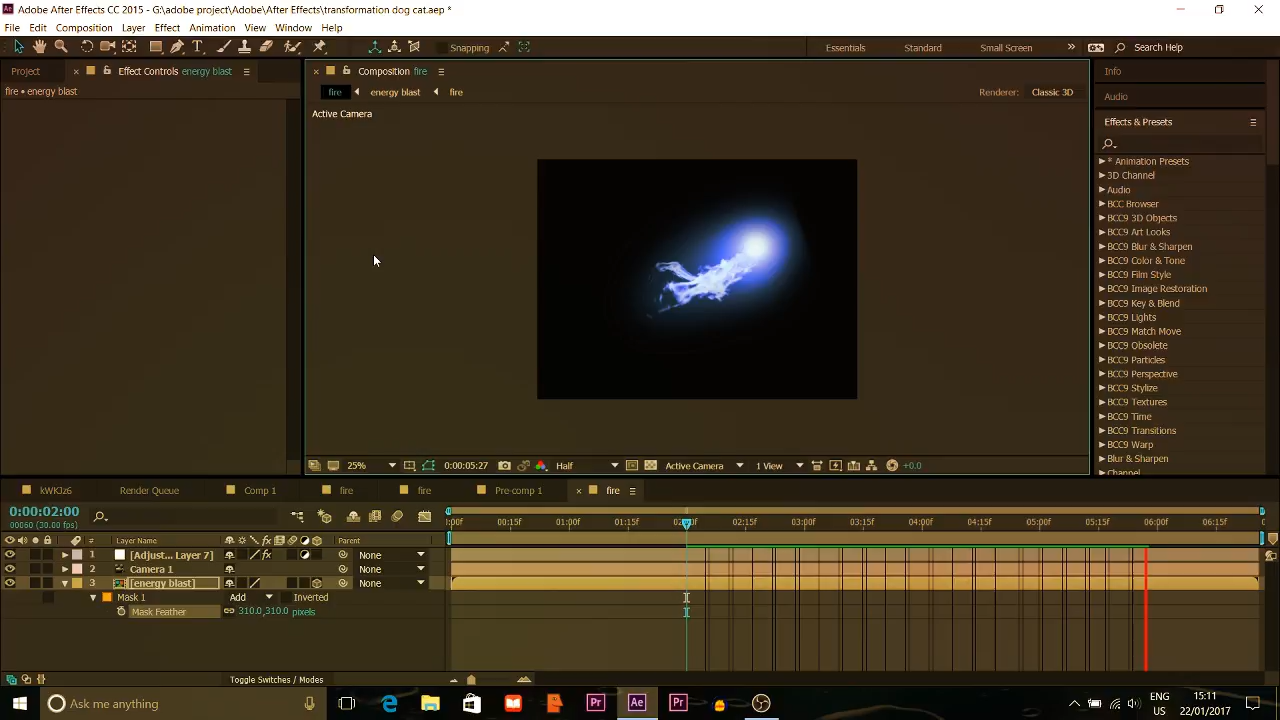 Adobe After Effects CC 2015 - G:\adobe project\Adobe\After Effects\transformation dog cat.aep *
File Edit Composition Layer Effect Animation View Window Help
Snapping Essentials Standard Small Screen Search Help
Project Effect Controls energy blast Composition fire Info
fire • energy blast fire energy blast fire Renderer: Classic 3D Audio
Active Camera
Effects & Presets
* Animation Presets
3D Channel
Audio
BCC Browser
BCC9 3D Objects
BCC9 Art Looks
BCC9 Blur & Sharpen
BCC9 Color & Tone
BCC9 Film Style
BCC9 Image Restoration
BCC9 Key & Blend
BCC9 Lights
BCC9 Match Move
BCC9 Obsolete
BCC9 Particles
BCC9 Perspective
BCC9 Stylize
BCC9 Textures
BCC9 Time
BCC9 Transitions
BCC9 Warp
Blur & Sharpen
Channel
25% 0:00:05:27 Half Active Camera 1 View +0.0
kWKJz6 Render Queue Comp 1 fire fire Pre-comp 1 fire
0:00:02:00
00060 (30.00 fps)
:00f 00:15f 01:00f 01:15f 02:00f 02:15f 03:00f 03:15f 04:00f 04:15f 05:00f 05:15f 06:00f 06:15f
# Layer Name Parent
1 [Adjust... Layer 7] None
2 Camera 1 None
3 [energy blast] None
Mask 1 Add Inverted
Mask Feather 310.0,310.0 pixels
Toggle Switches / Modes
Ask me anything
ENG
US
15:11
22/01/2017